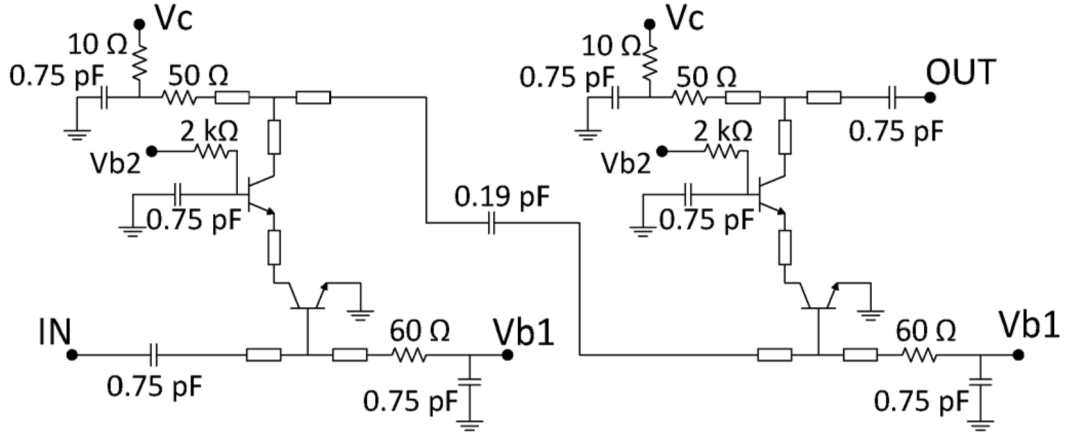 Vc
10 Ω
0.75 pF
50 Ω
2 kΩ
Vb2
0.75 pF
IN
0.75 pF
60 Ω
Vb1
0.75 pF
0.19 pF
Vc
10 Ω
0.75 pF
50 Ω
OUT
0.75 pF
2 kΩ
Vb2
0.75 pF
60 Ω
Vb1
0.75 pF